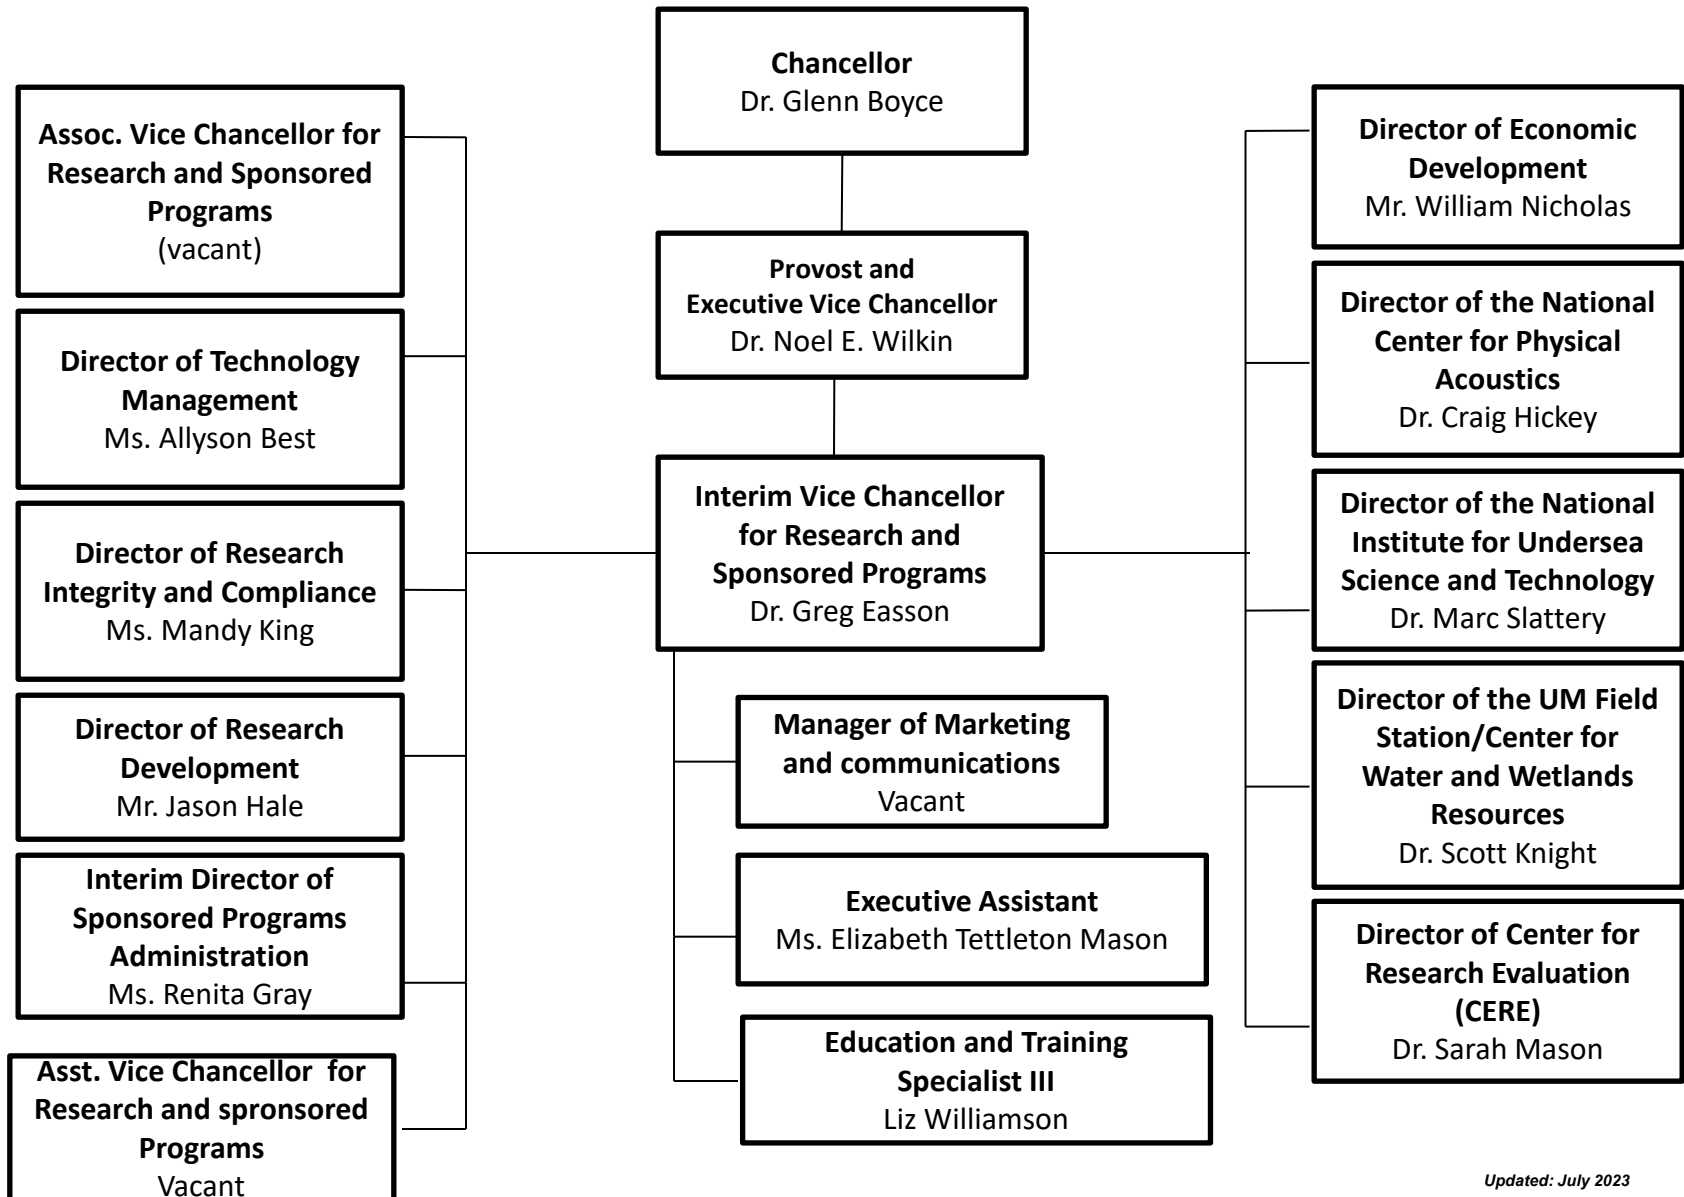 Chancellor
Dr. Glenn Boyce
Provost and
Executive Vice Chancellor
Dr. Noel E. Wilkin
Interim Vice Chancellor
for Research and
Sponsored Programs
Dr. Greg Easson
Assoc. Vice Chancellor for
Research and Sponsored
Programs
(vacant)
Director of Technology
Management
Ms. Allyson Best
Director of Research
Integrity and Compliance
Ms. Mandy King
Director of Research
Development
Mr. Jason Hale
Interim Director of
Sponsored Programs
Administration
Ms. Renita Gray
Asst. Vice Chancellor for
Research and spronsored
Programs
Vacant
Manager of Marketing
and communications
Vacant
Executive Assistant
Ms. Elizabeth Tettleton Mason
Education and Training
Specialist III
Liz Williamson
Director of Economic
Development
Mr. William Nicholas
Director of the National
Center for Physical
Acoustics
Dr. Craig Hickey
Director of the National
Institute for Undersea
Science and Technology
Dr. Marc Slattery
Director of the UM Field
Station/Center for
Water and Wetlands
Resources
Dr. Scott Knight
Director of Center for
Research Evaluation
(CERE)
Dr. Sarah Mason
Updated: July 2023